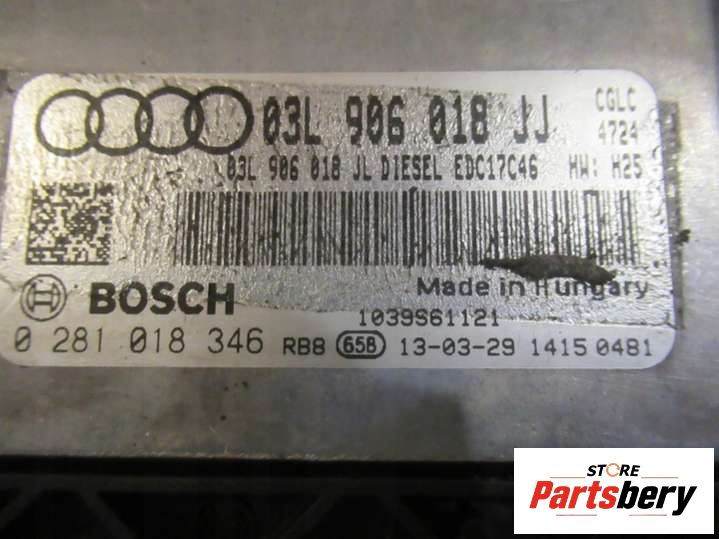 03L 906 018 JJ CGLC
4724
03L 906 018 JL DIESEL EDC17C46 HW: H25
BOSCH Made in Hungary
1039S61121
0 281 018 346 RB8 658 13-03-29 1415 0481
STORE
Partsbery